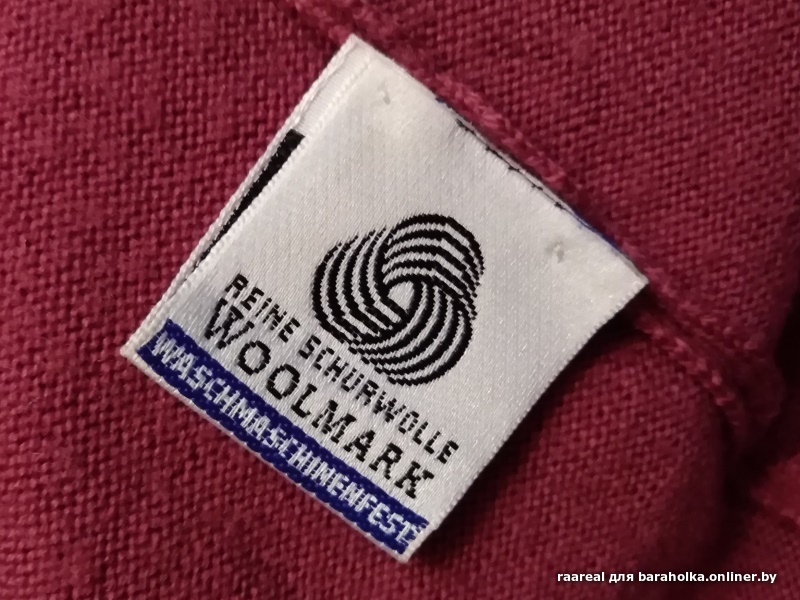 REINE SCHURWOLLE
WOOLMARK
WASCHMASCHINENFEST
raareal для baraholka.onliner.by